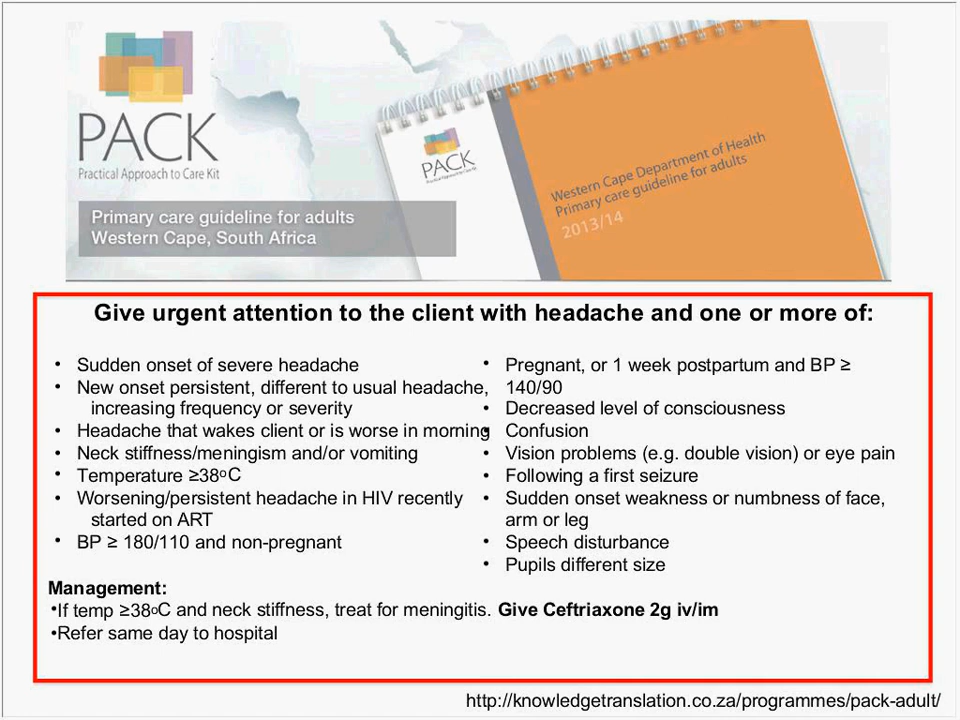 PACK
Practical Approach to Care Kit
Primary care guideline for adults
Western Cape, South Africa
PACK
Practical Approach to Care Kit
Western Cape Department of Health
Primary care guideline for adults
2013/14
Give urgent attention to the client with headache and one or more of:
• Sudden onset of severe headache
• New onset persistent, different to usual headache,
increasing frequency or severity
• Headache that wakes client or is worse in morning
• Neck stiffness/meningism and/or vomiting
• Temperature ≥38ºC
• Worsening/persistent headache in HIV recently
started on ART
• BP ≥ 180/110 and non-pregnant
• Pregnant, or 1 week postpartum and BP ≥
140/90
• Decreased level of consciousness
• Confusion
• Vision problems (e.g. double vision) or eye pain
• Following a first seizure
• Sudden onset weakness or numbness of face,
arm or leg
• Speech disturbance
• Pupils different size
Management:
•If temp ≥38ºC and neck stiffness, treat for meningitis. Give Ceftriaxone 2g iv/im
•Refer same day to hospital
http://knowledgetranslation.co.za/programmes/pack-adult/